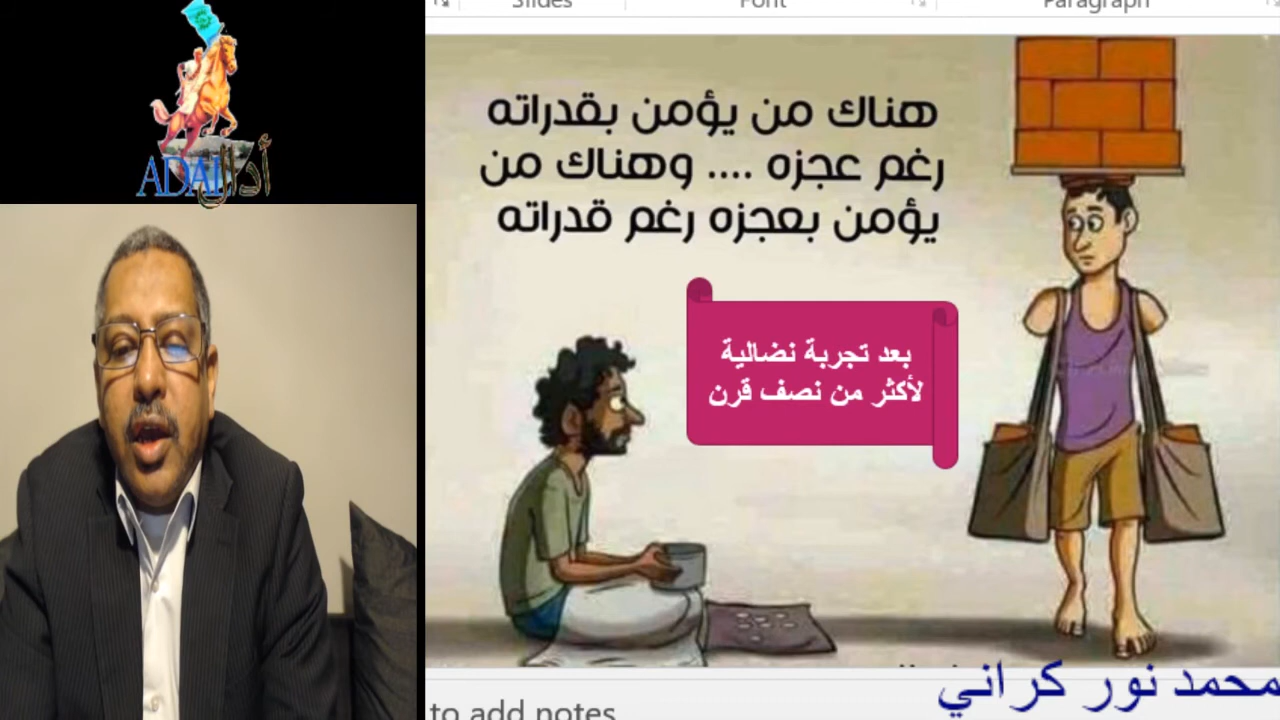 Slides Font Paragraph
ADAL أدال
هناك من يؤمن بقدراته
رغم عجزه .... وهناك من
يؤمن بعجزه رغم قدراته
بعد تجربة نضالية
لأكثر من نصف قرن
محمد نور كراني
to add notes